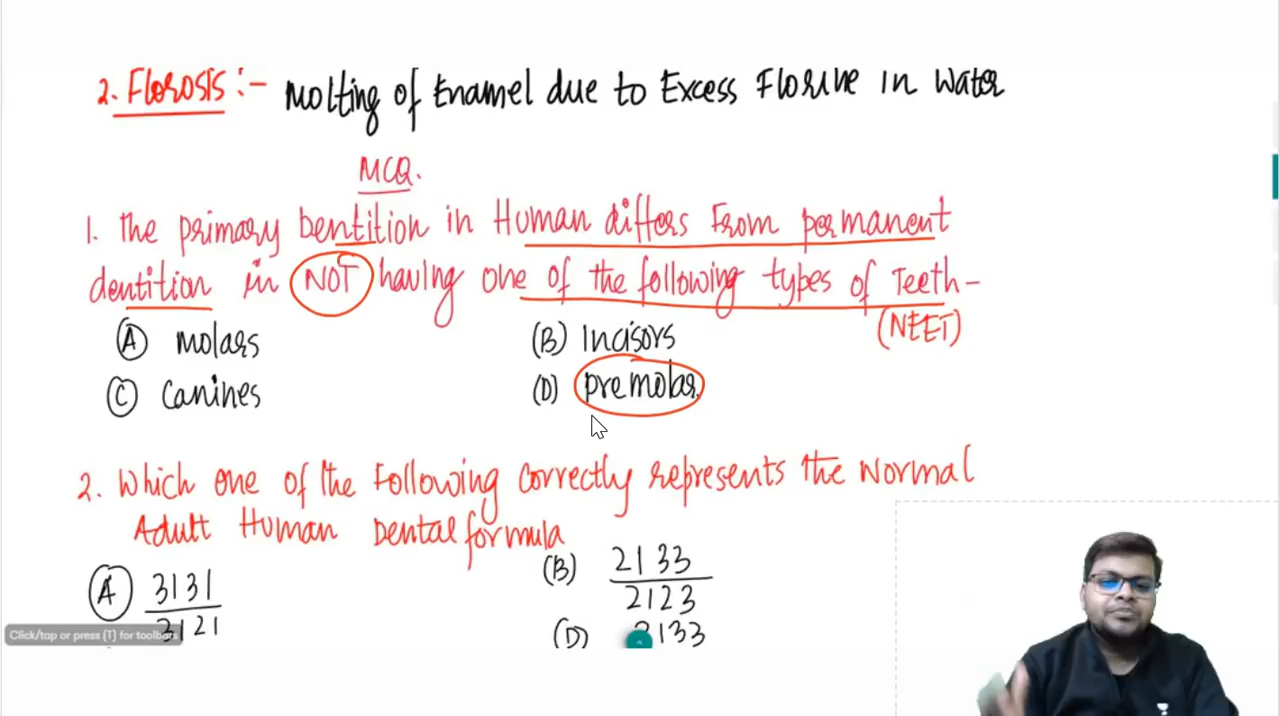 2. Florosis :- Molting of Enamel due to Excess Florine in Water
MCQ.
1. The primary Dentition in Human differs From permanent
dentition in NOT having one of the following types of Teeth-
(NEET)
(A) Molars (B) Incisors
(C) Canines (D) premolar.
2. Which one of the Following Correctly represents the Normal
Adult Human Dental formula
(A) 3131 (B) 2133
3121 2123
(D) 2133
Click/tap or press (T) for toolbars